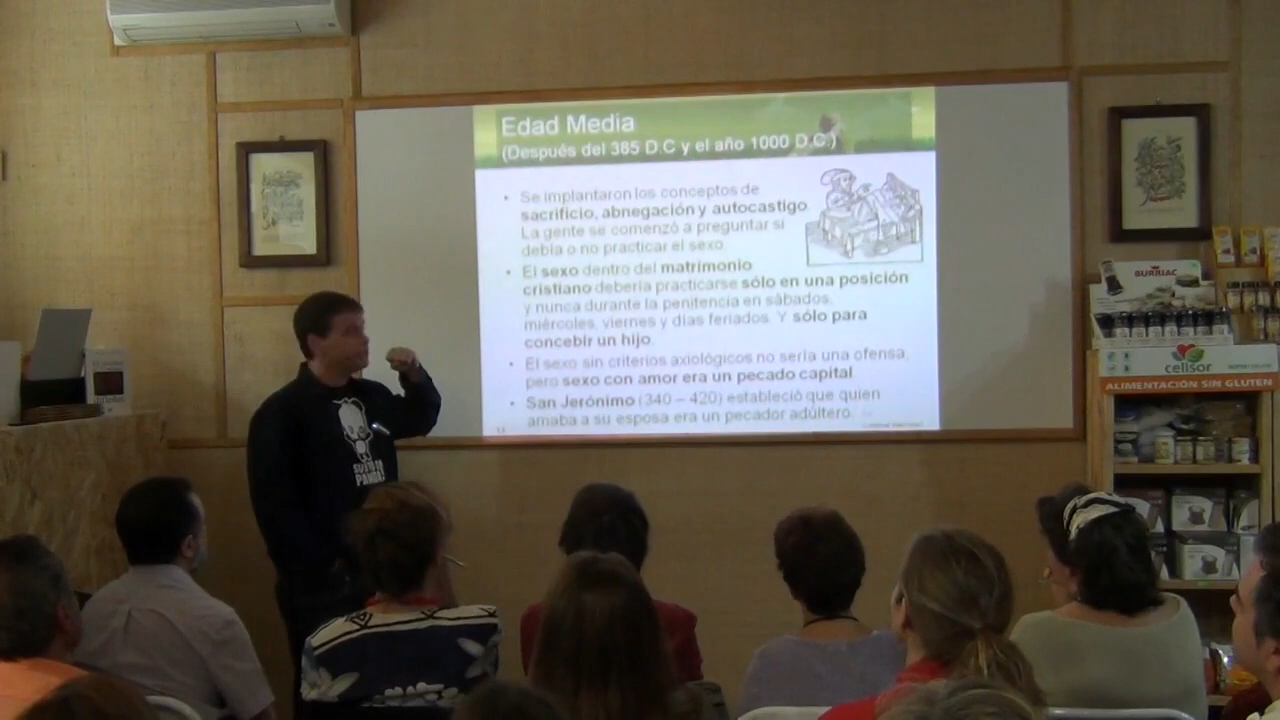 Edad Media
(Después del 385 D.C y el año 1000 D.C.)
• Se implantaron los conceptos de
sacrificio, abnegación y autocastigo
La gente se comenzó a preguntar si
debía o no practicar el sexo.
• El sexo dentro del matrimonio
cristiano debería practicarse sólo en una posición
y nunca durante la penitencia en sábados,
miércoles, viernes y días feriados. Y sólo para
concebir un hijo.
• El sexo sin criterios axiológicos no sería una ofensa,
pero sexo con amor era un pecado capital.
• San Jerónimo (340 – 420) estableció que quien
amaba a su esposa era un pecador adúltero.
PANDA
BURRIAC
celisor
ALIMENTACIÓN SIN GLUTEN